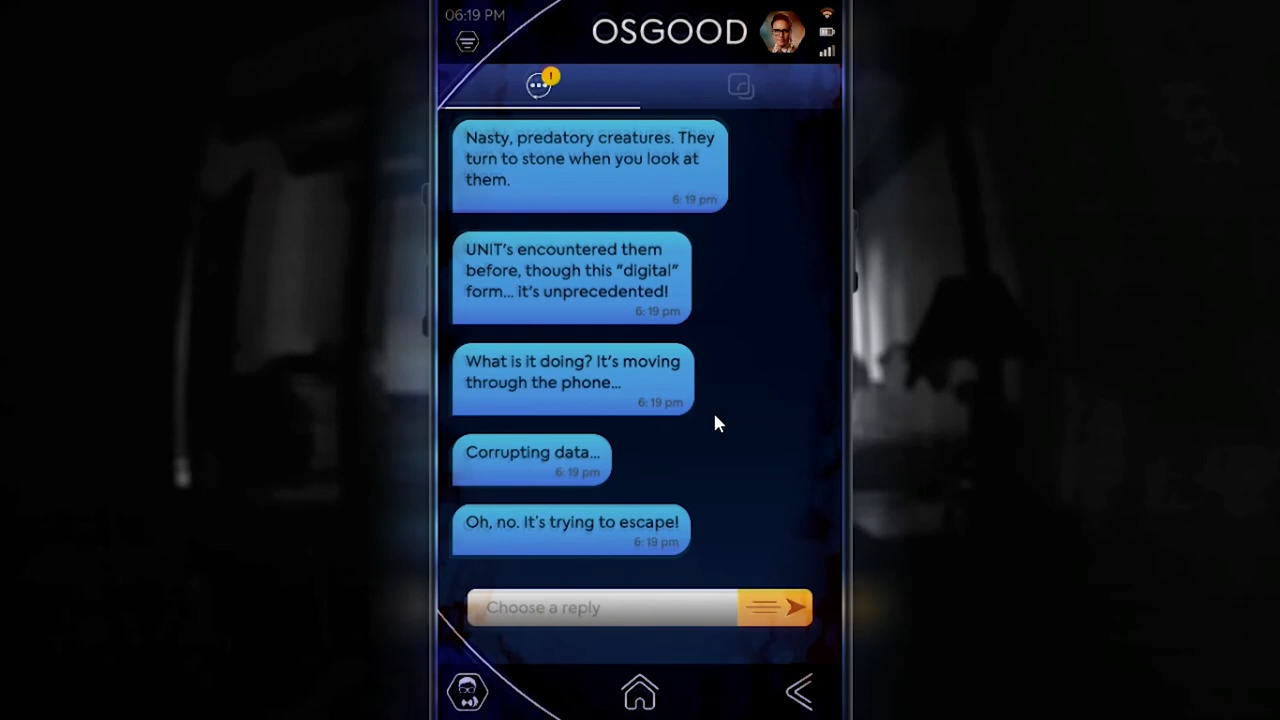 06:19 PM
OSGOOD
!
Nasty, predatory creatures. They
turn to stone when you look at
them.
6:19 pm
UNIT's encountered them
before, though this "digital"
form... it's unprecedented!
6:19 pm
What is it doing? It's moving
through the phone...
6:19 pm
Corrupting data...
6:19 pm
Oh, no. It's trying to escape!
6:19 pm
Choose a reply